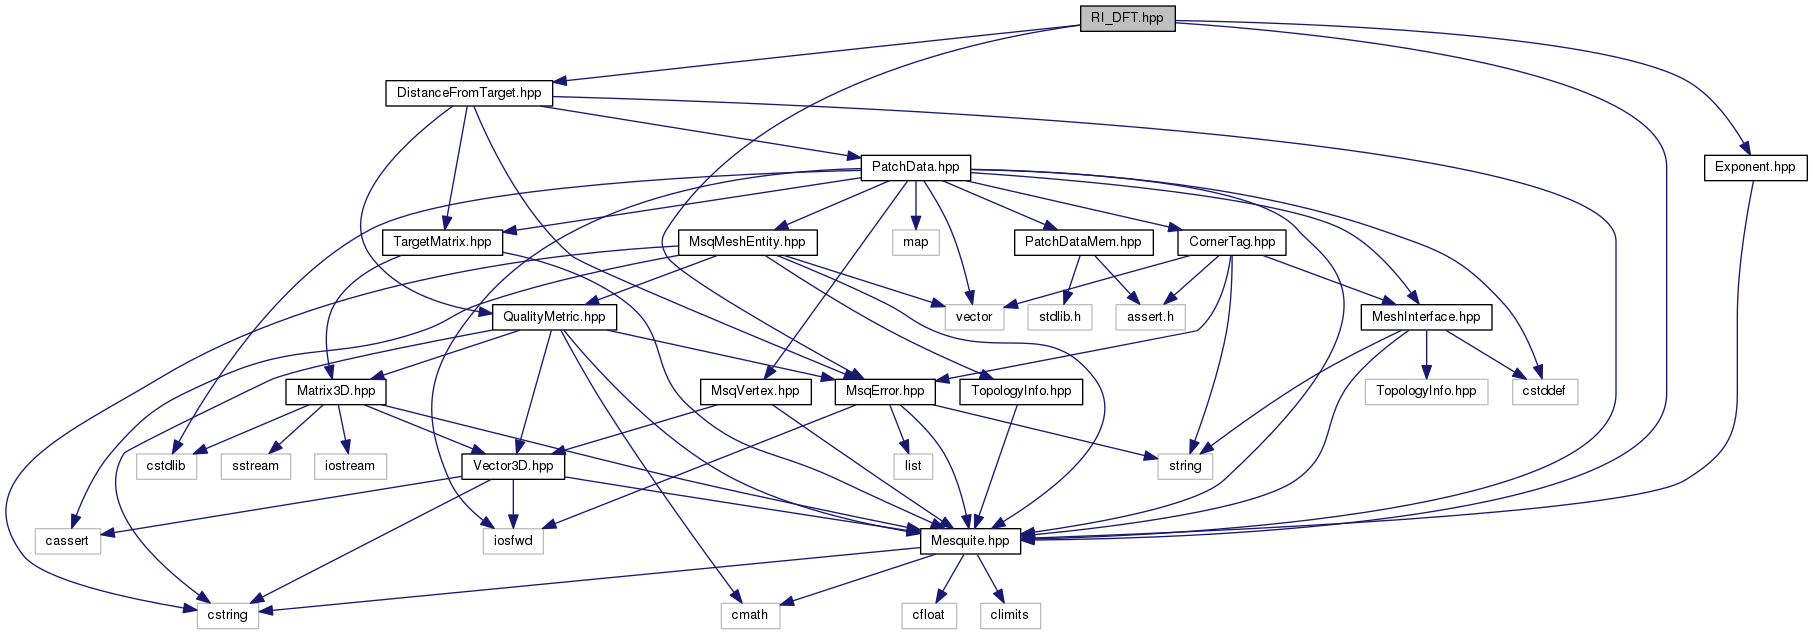 RI_DFT.hpp
DistanceFromTarget.hpp
PatchData.hpp
Exponent.hpp
TargetMatrix.hpp
MsqMeshEntity.hpp
map
PatchDataMem.hpp
CornerTag.hpp
QualityMetric.hpp
vector
stdlib.h
assert.h
MeshInterface.hpp
Matrix3D.hpp
MsqVertex.hpp
MsqError.hpp
TopologyInfo.hpp
TopologyInfo.hpp
cstddef
cstdlib
sstream
iostream
Vector3D.hpp
list
string
cassert
iosfwd
Mesquite.hpp
cstring
cmath
cfloat
climits